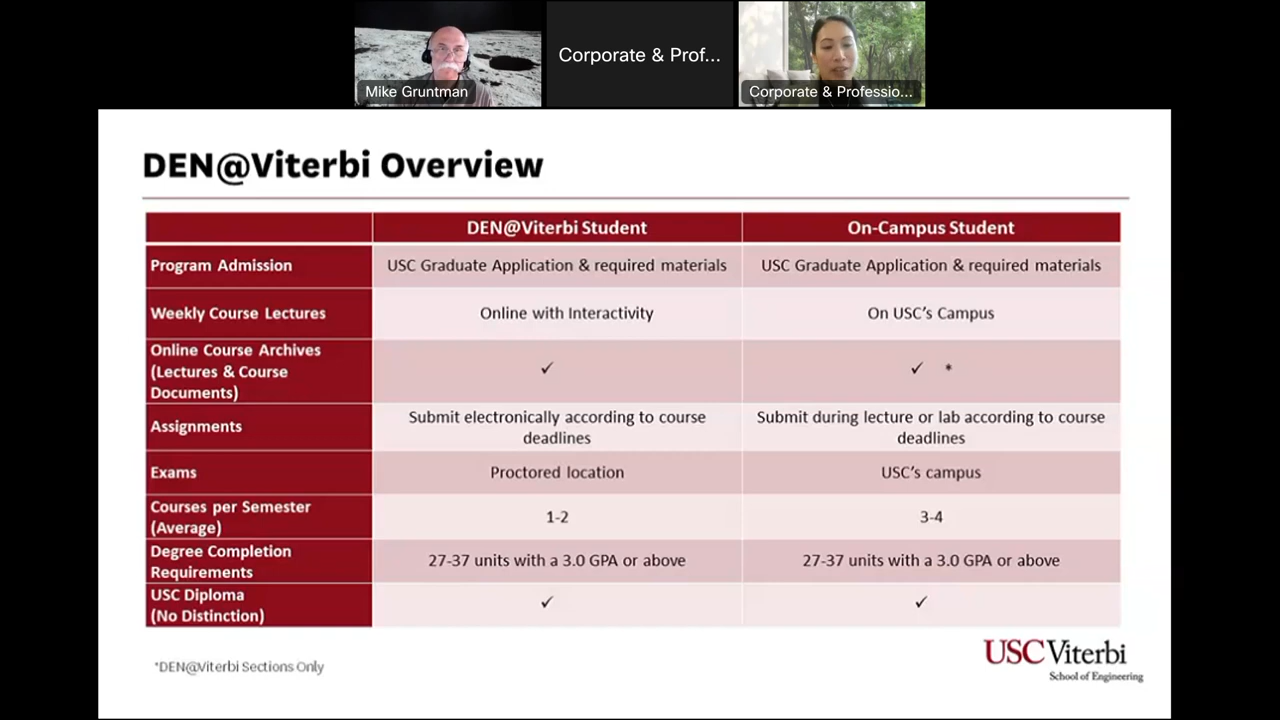 Corporate & Prof...
Mike Gruntman
Corporate & Professio...
DEN@Viterbi Overview
DEN@Viterbi Student
On-Campus Student
Program Admission
USC Graduate Application & required materials
USC Graduate Application & required materials
Weekly Course Lectures
Online with Interactivity
On USC's Campus
Online Course Archives
(Lectures & Course
Documents)
✓
✓ *
Assignments
Submit electronically according to course
deadlines
Submit during lecture or lab according to course
deadlines
Exams
Proctored location
USC's campus
Courses per Semester
(Average)
1-2
3-4
Degree Completion
Requirements
27-37 units with a 3.0 GPA or above
27-37 units with a 3.0 GPA or above
USC Diploma
(No Distinction)
✓
✓
*DEN@Viterbi Sections Only
USC Viterbi
School of Engineering